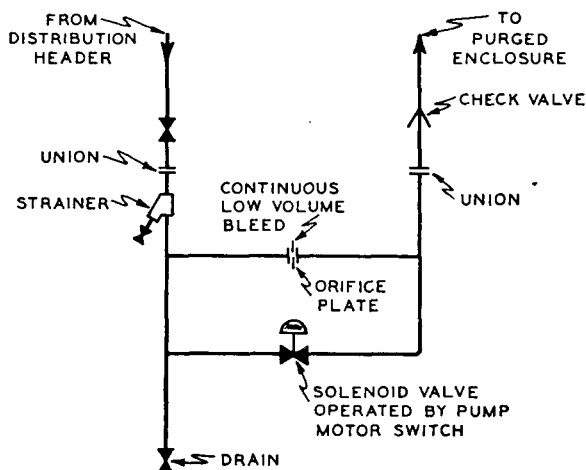 FROM
DISTRIBUTION
HEADER
TO
PURGED
ENCLOSURE
CHECK VALVE
UNION
STRAINER
CONTINUOUS
LOW VOLUME
BLEED
UNION
ORIFICE
PLATE
SOLENOID VALVE
OPERATED BY PUMP
MOTOR SWITCH
DRAIN